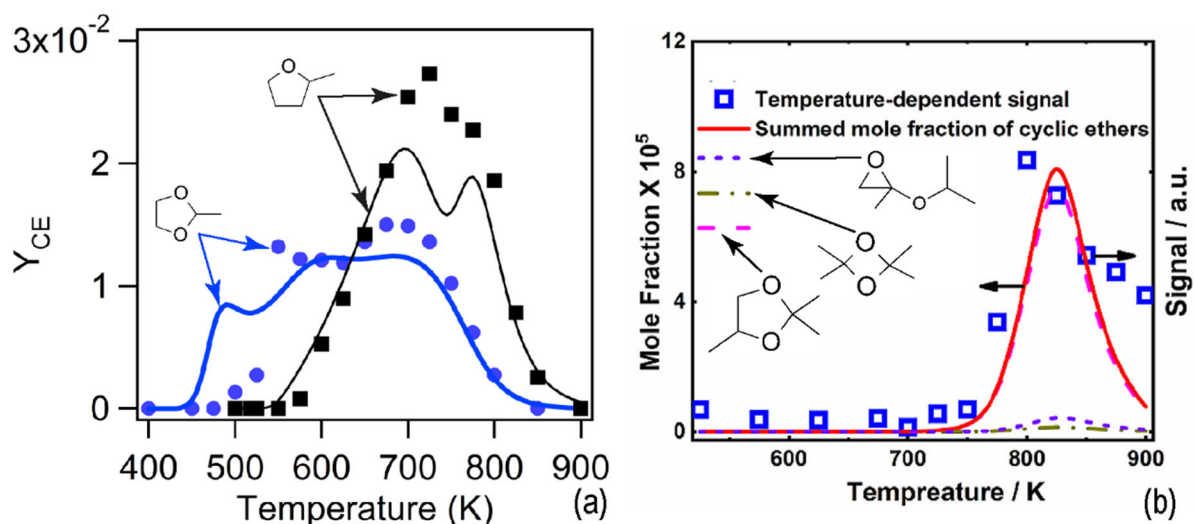 3x10⁻²
2
1
0
Y_CE
O
O
O
400 500 600 700 800 900
Temperature (K)
(a)
12
8
4
0
Mole Fraction X 10⁵
Temperature-dependent signal
Summed mole fraction of cyclic ethers
O
O
O
O
O
O
Signal / a.u.
600 700 800 900
Tempreature / K
(b)